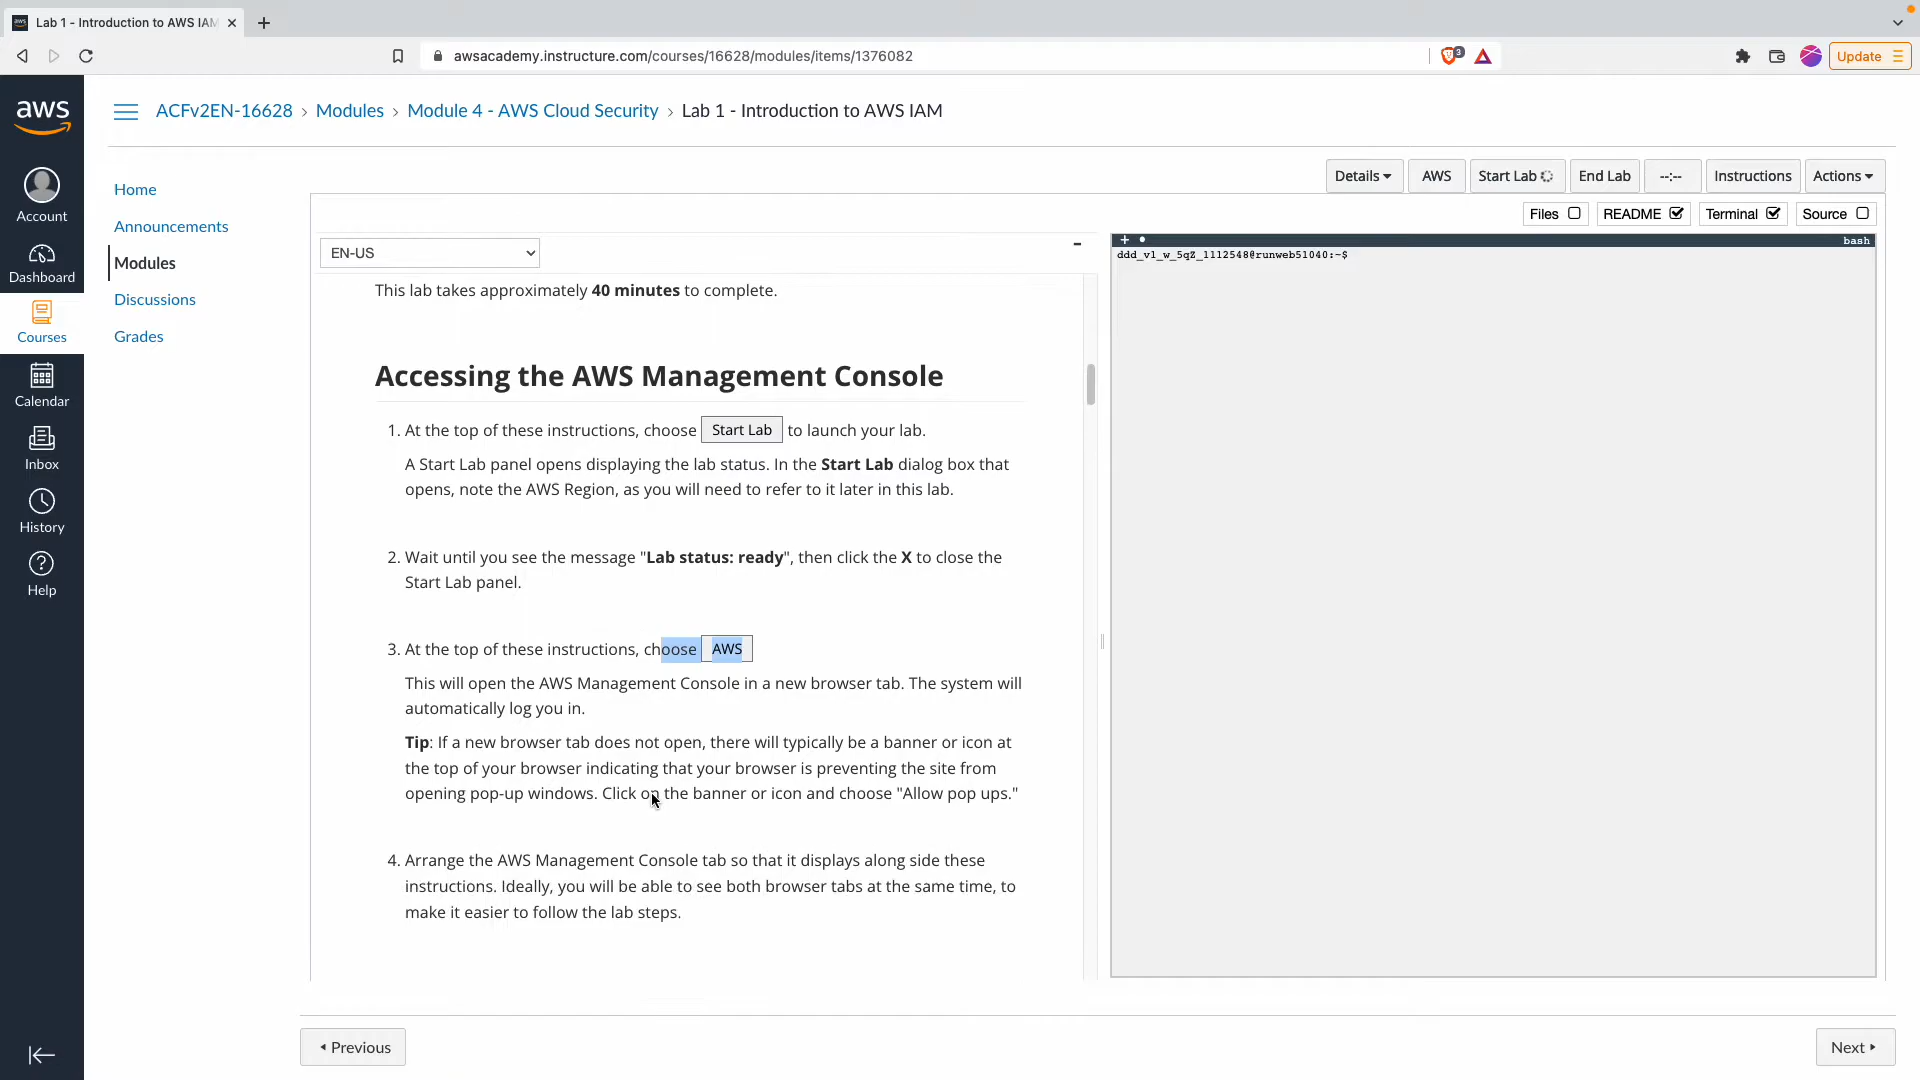 aws Lab 1 - Introduction to AWS IAM
awsacademy.instructure.com/courses/16628/modules/items/1376082
3
Update
aws
Account
Dashboard
Courses
Calendar
Inbox
History
Help
ACFv2EN-16628 › Modules › Module 4 - AWS Cloud Security › Lab 1 - Introduction to AWS IAM
Home
Announcements
Modules
Discussions
Grades
Details AWS Start Lab End Lab --:-- Instructions Actions
Files README Terminal Source
EN-US
This lab takes approximately 40 minutes to complete.
Accessing the AWS Management Console
1. At the top of these instructions, choose Start Lab to launch your lab.
A Start Lab panel opens displaying the lab status. In the Start Lab dialog box that
opens, note the AWS Region, as you will need to refer to it later in this lab.
2. Wait until you see the message "Lab status: ready", then click the X to close the
Start Lab panel.
3. At the top of these instructions, choose AWS
This will open the AWS Management Console in a new browser tab. The system will
automatically log you in.
Tip: If a new browser tab does not open, there will typically be a banner or icon at
the top of your browser indicating that your browser is preventing the site from
opening pop-up windows. Click on the banner or icon and choose "Allow pop ups."
4. Arrange the AWS Management Console tab so that it displays along side these
instructions. Ideally, you will be able to see both browser tabs at the same time, to
make it easier to follow the lab steps.
bash
ddd_v1_w_5qZ_1112548@runweb51040:~$
Previous
Next